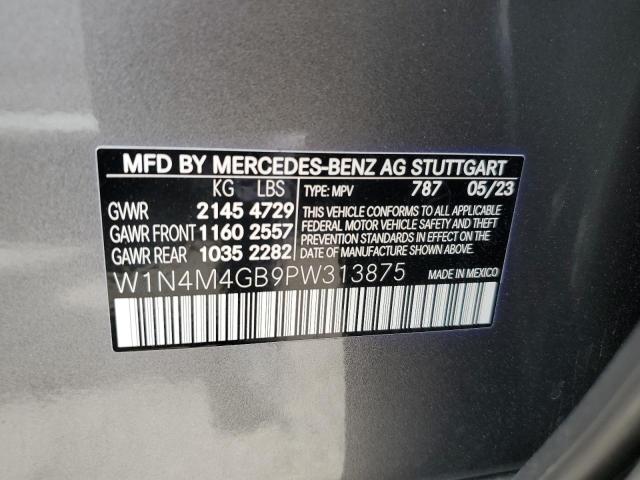 MFD BY MERCEDES-BENZ AG STUTTGART
KG LBS TYPE: MPV 787 05/23
GVWR 2145 4729
GAWR FRONT 1160 2557
GAWR REAR 1035 2282
THIS VEHICLE CONFORMS TO ALL APPLICABLE
FEDERAL MOTOR VEHICLE SAFETY AND THEFT
PREVENTION STANDARDS IN EFFECT ON THE
DATE OF MANUFACTURE SHOWN ABOVE.
W1N4M4GB9PW313875 MADE IN MEXICO